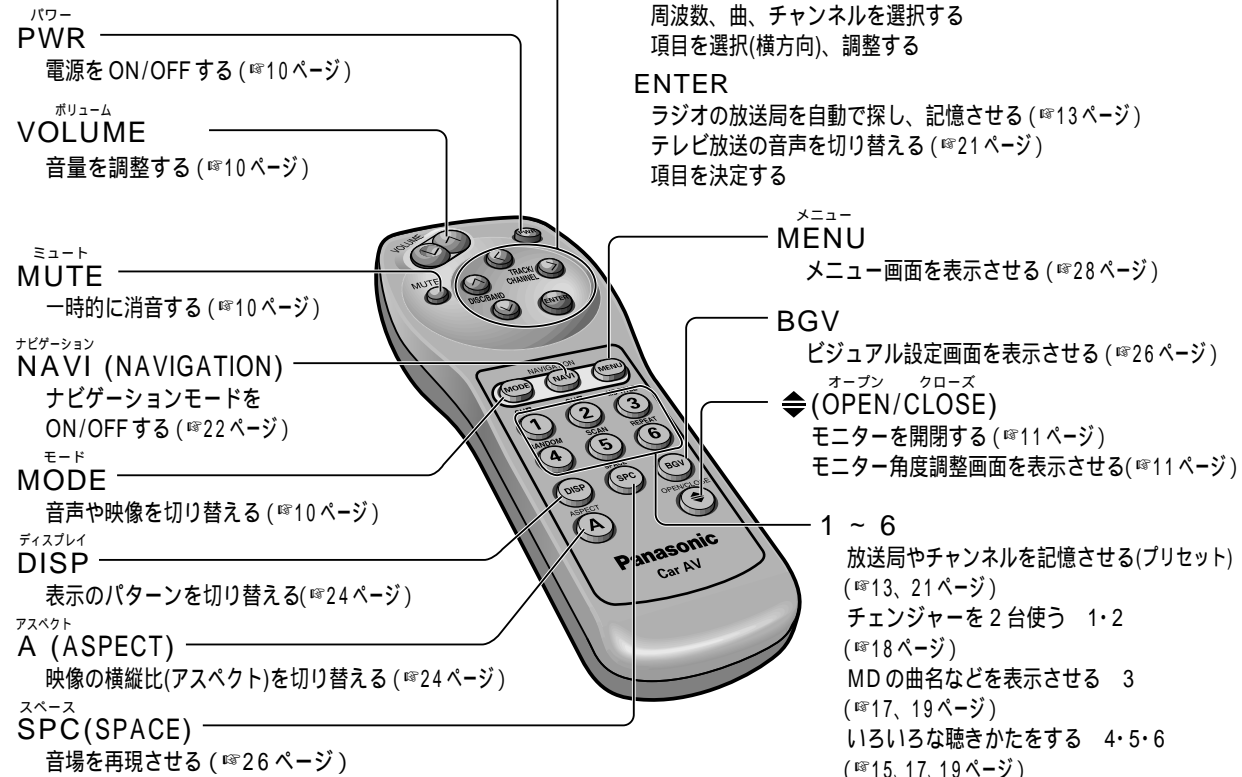 パワー
PWR
電源を ON/OFF する (☞10ページ)
ボリューム
VOLUME
音量を調整する (☞10ページ)
ミュート
MUTE
一時的に消音する (☞10ページ)
ナビゲーション
NAVI (NAVIGATION)
ナビゲーションモードを
ON/OFF する (☞22ページ)
モード
MODE
音声や映像を切り替える (☞10ページ)
ディスプレイ
DISP
表示のパターンを切り替える(☞24ページ)
アスペクト
A (ASPECT)
映像の横縦比(アスペクト)を切り替える (☞24ページ)
スペース
SPC(SPACE)
音場を再現させる (☞26ページ)
周波数、曲、チャンネルを選択する
項目を選択(横方向)、調整する
ENTER
ラジオの放送局を自動で探し、記憶させる (☞13ページ)
テレビ放送の音声を切り替える (☞21ページ)
項目を決定する
メニュー
MENU
メニュー画面を表示させる (☞28ページ)
BGV
ビジュアル設定画面を表示させる (☞26ページ)
オープン クローズ
(OPEN/CLOSE)
モニターを開閉する (☞11ページ)
モニター角度調整画面を表示させる(☞11ページ)
1 ~ 6
放送局やチャンネルを記憶させる(プリセット)
(☞13、21ページ)
チェンジャーを2台使う 1・2
(☞18ページ)
MDの曲名などを表示させる 3
(☞17、19ページ)
いろいろな聴きかたをする 4・5・6
(☞15、17、19ページ)
VOLUME
PWR
MUTE
TRACK/
CHANNEL
DISC/BAND
ENTER
NAVIGATION
MODE
NAVI
MENU
1
2
3
RANDOM
SCAN
REPEAT
4
5
6
DISP
SPC
BGV
OPEN/CLOSE
ASPECT
A
Panasonic
Car AV